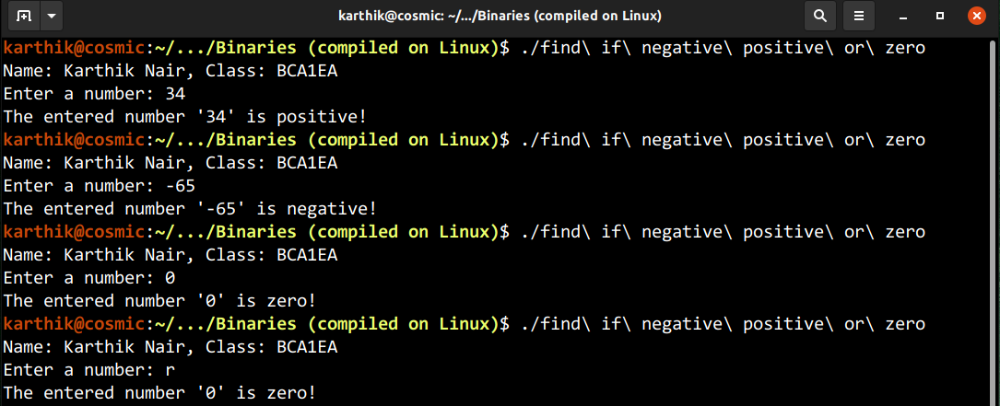 karthik@cosmic: ~/.../Binaries (compiled on Linux)
karthik@cosmic:~/.../Binaries (compiled on Linux)$ ./find\ if\ negative\ positive\ or\ zero
Name: Karthik Nair, Class: BCA1EA
Enter a number: 34
The entered number '34' is positive!
karthik@cosmic:~/.../Binaries (compiled on Linux)$ ./find\ if\ negative\ positive\ or\ zero
Name: Karthik Nair, Class: BCA1EA
Enter a number: -65
The entered number '-65' is negative!
karthik@cosmic:~/.../Binaries (compiled on Linux)$ ./find\ if\ negative\ positive\ or\ zero
Name: Karthik Nair, Class: BCA1EA
Enter a number: 0
The entered number '0' is zero!
karthik@cosmic:~/.../Binaries (compiled on Linux)$ ./find\ if\ negative\ positive\ or\ zero
Name: Karthik Nair, Class: BCA1EA
Enter a number: r
The entered number '0' is zero!